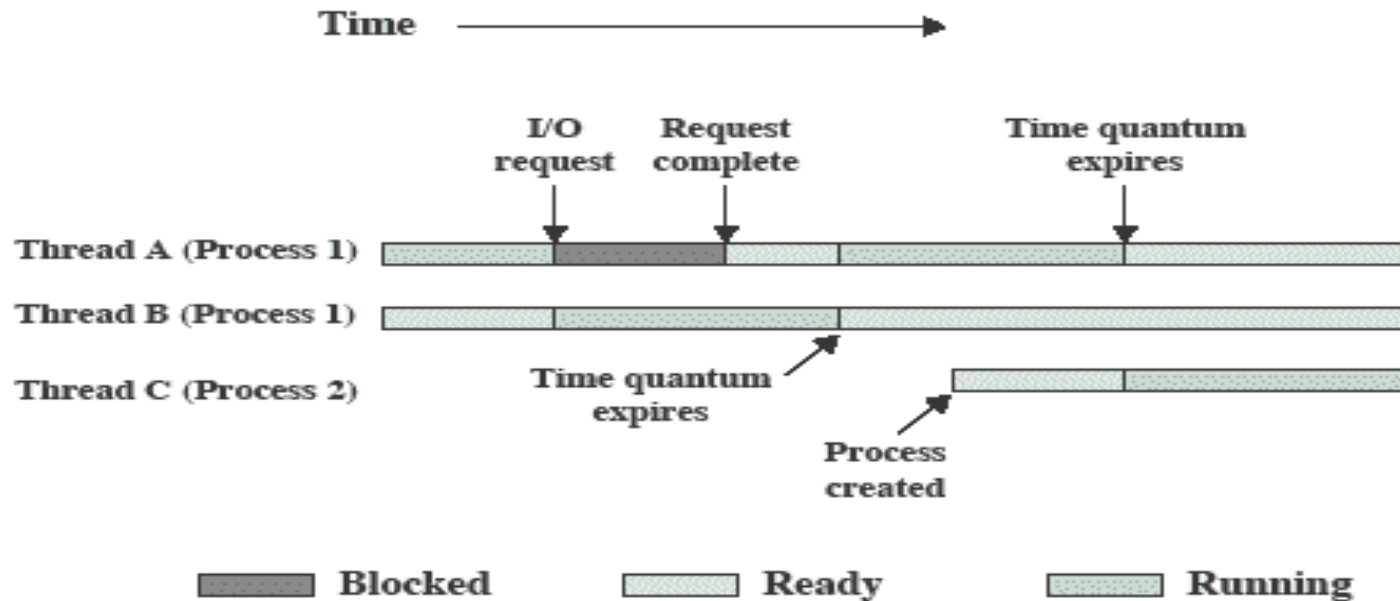 Time
I/O
request
Request
complete
Time quantum
expires
Thread A (Process 1)
Thread B (Process 1)
Thread C (Process 2)
Time quantum
expires
Process
created
Blocked
Ready
Running